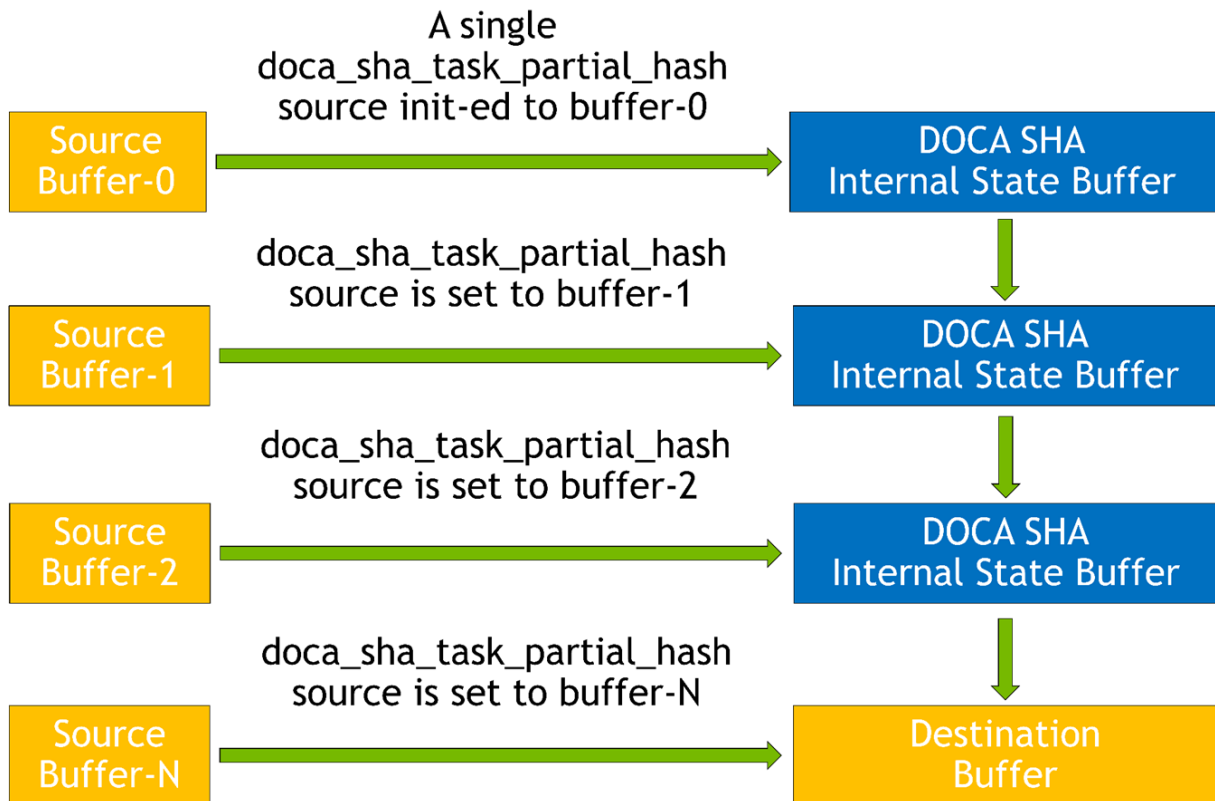 A single
doca_sha_task_partial_hash
source init-ed to buffer-0
Source
Buffer-0
DOCA SHA
Internal State Buffer
doca_sha_task_partial_hash
source is set to buffer-1
Source
Buffer-1
DOCA SHA
Internal State Buffer
doca_sha_task_partial_hash
source is set to buffer-2
Source
Buffer-2
DOCA SHA
Internal State Buffer
doca_sha_task_partial_hash
source is set to buffer-N
Source
Buffer-N
Destination
Buffer